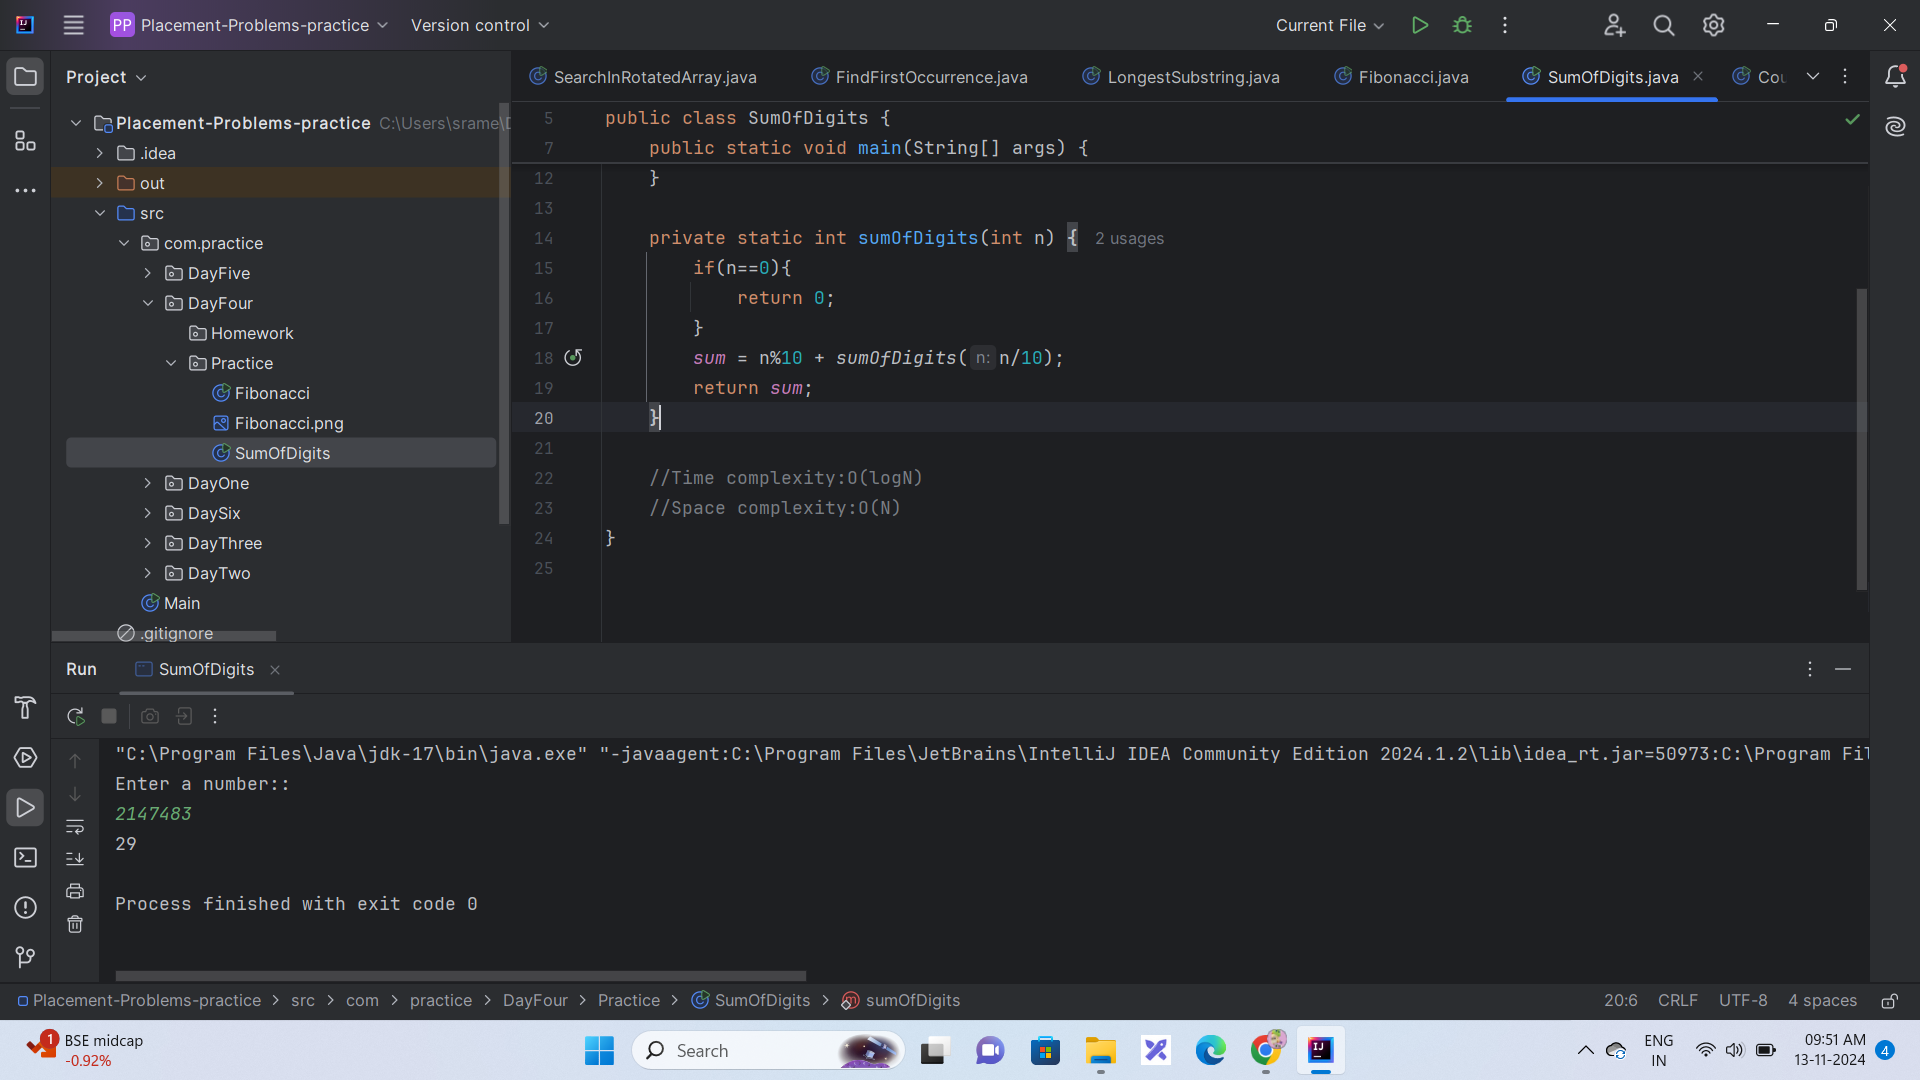 PP Placement-Problems-practice Version control Current File
Project
SearchInRotatedArray.java FindFirstOccurrence.java LongestSubstring.java Fibonacci.java SumOfDigits.java Cou
Placement-Problems-practice C:\Users\srame\D
.idea
out
src
com.practice
DayFive
DayFour
Homework
Practice
Fibonacci
Fibonacci.png
SumOfDigits
DayOne
DaySix
DayThree
DayTwo
Main
.gitignore
5 public class SumOfDigits {
7 public static void main(String[] args) {
12 }
13
14 private static int sumOfDigits(int n) { 2 usages
15 if(n==0){
16 return 0;
17 }
18 sum = n%10 + sumOfDigits( n: n/10);
19 return sum;
20 }
21
22 //Time complexity:O(logN)
23 //Space complexity:O(N)
24 }
25
Run SumOfDigits
"C:\Program Files\Java\jdk-17\bin\java.exe" "-javaagent:C:\Program Files\JetBrains\IntelliJ IDEA Community Edition 2024.1.2\lib\idea_rt.jar=50973:C:\Program Fil
Enter a number::
2147483
29
Process finished with exit code 0
Placement-Problems-practice > src > com > practice > DayFour > Practice > SumOfDigits > sumOfDigits 20:6 CRLF UTF-8 4 spaces
1 BSE midcap
-0.92%
Search
ENG
IN
09:51 AM
13-11-2024
4